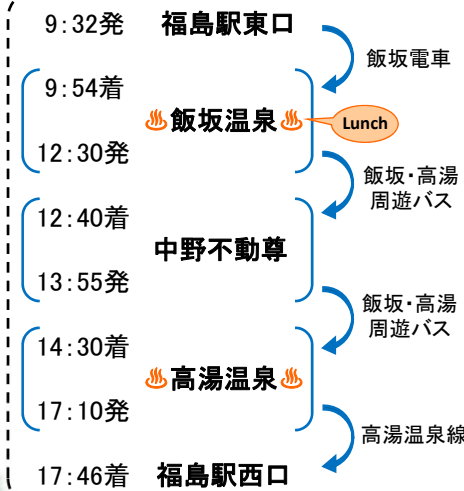 9:32発 福島駅東口
飯坂電車
9:54着
♨飯坂温泉♨ Lunch
12:30発
飯坂・高湯
周遊バス
12:40着
中野不動尊
13:55発
飯坂・高湯
周遊バス
14:30着
♨高湯温泉♨
17:10発
高湯温泉線
17:46着 福島駅西口